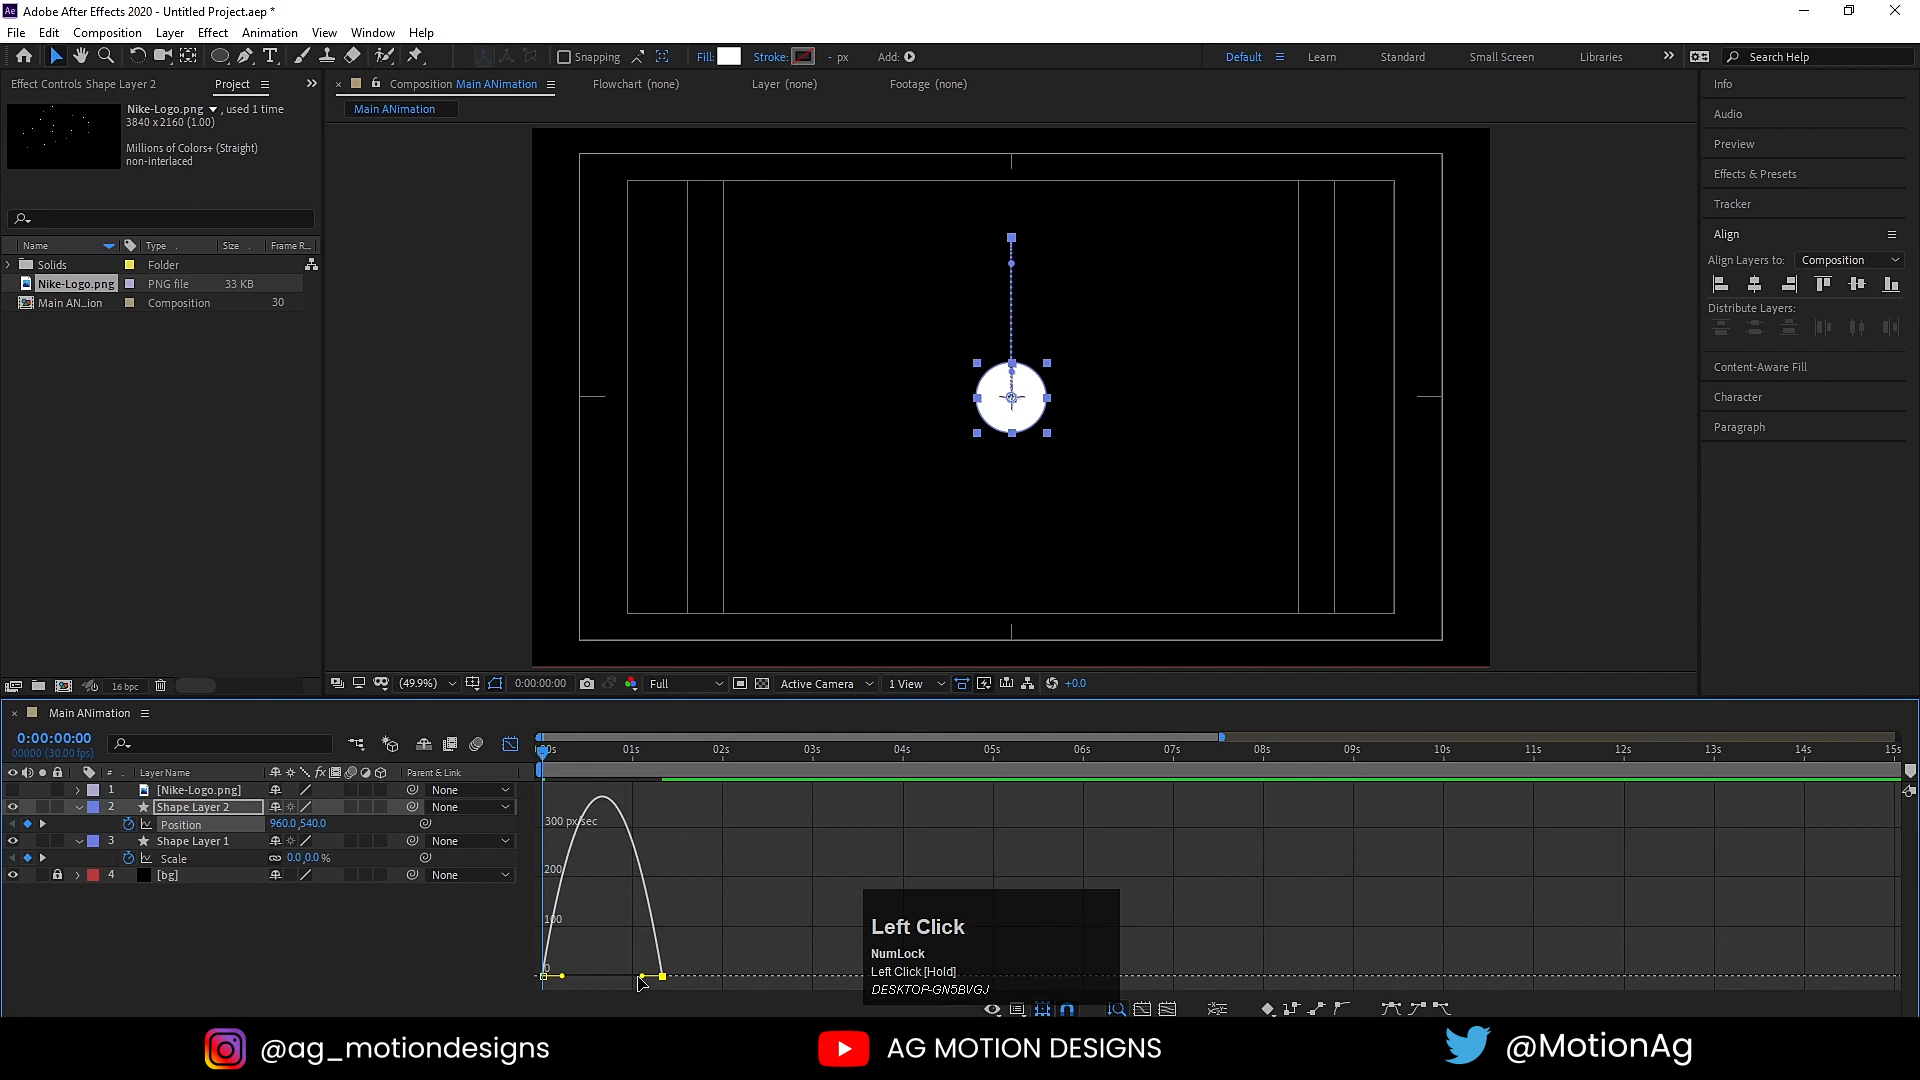 Ae Adobe After Effects 2020 - Untitled Project.aep *
File Edit Composition Layer Effect Animation View Window Help
Snapping Fill: Stroke: - px Add: Default Learn Standard Small Screen Libraries Search Help
Effect Controls Shape Layer 2 Project
Composition Main ANimation Flowchart (none) Layer (none) Footage (none)
Main ANimation
Nike-Logo.png , used 1 time
3840 x 2160 (1.00)
Millions of Colors+ (Straight)
non-interlaced
Name Type Size Frame R...
Solids Folder
Nike-Logo.png PNG file 33 KB
Main AN...ion Composition 30
16 bpc
Info
Audio
Preview
Effects & Presets
Tracker
Align
Align Layers to: Composition
Distribute Layers:
Content-Aware Fill
Character
Paragraph
(49.9%) 0:00:00:00 Full Active Camera 1 View +0.0
Main ANimation
0:00:00:00
00000 (30.00 fps)
# Layer Name Parent & Link
1 [Nike-Logo.png] None
2 Shape Layer 2 None
Position 960.0,540.0
3 Shape Layer 1 None
Scale 0.0,0.0%
4 [bg] None
00s 01s 02s 03s 04s 05s 06s 07s 08s 09s 10s 11s 12s 13s 14s 15s
300 px/sec
200
100
0
Left Click
NumLock
Left Click [Hold]
DESKTOP-GN5BVGJ
@ag_motiondesigns AG MOTION DESIGNS @MotionAg